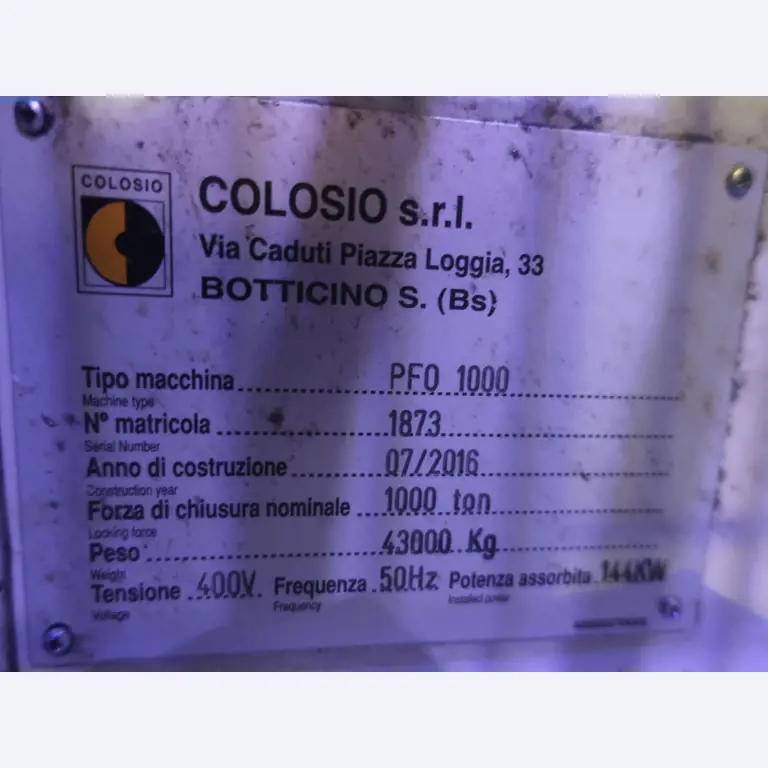 COLOSIO
COLOSIO s.r.l.
Via Caduti Piazza Loggia, 33
BOTTICINO S. (Bs)
Tipo macchina PFO 1000
Machine type
Nº matricola 1873
Serial Number
Anno di costruzione 07/2016
Construction year
Forza di chiusura nominale 1000 ton
Locking force
Peso 43000 Kg
Weight
Tensione 400V Frequenza 50Hz Potenza assorbita 144KW
Voltage Frequency Installed power